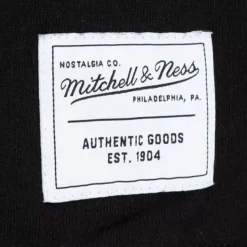 NOSTALGIA CO.
Mitchell & Ness
PHILADELPHIA, PA.
AUTHENTIC GOODS
EST. 1904